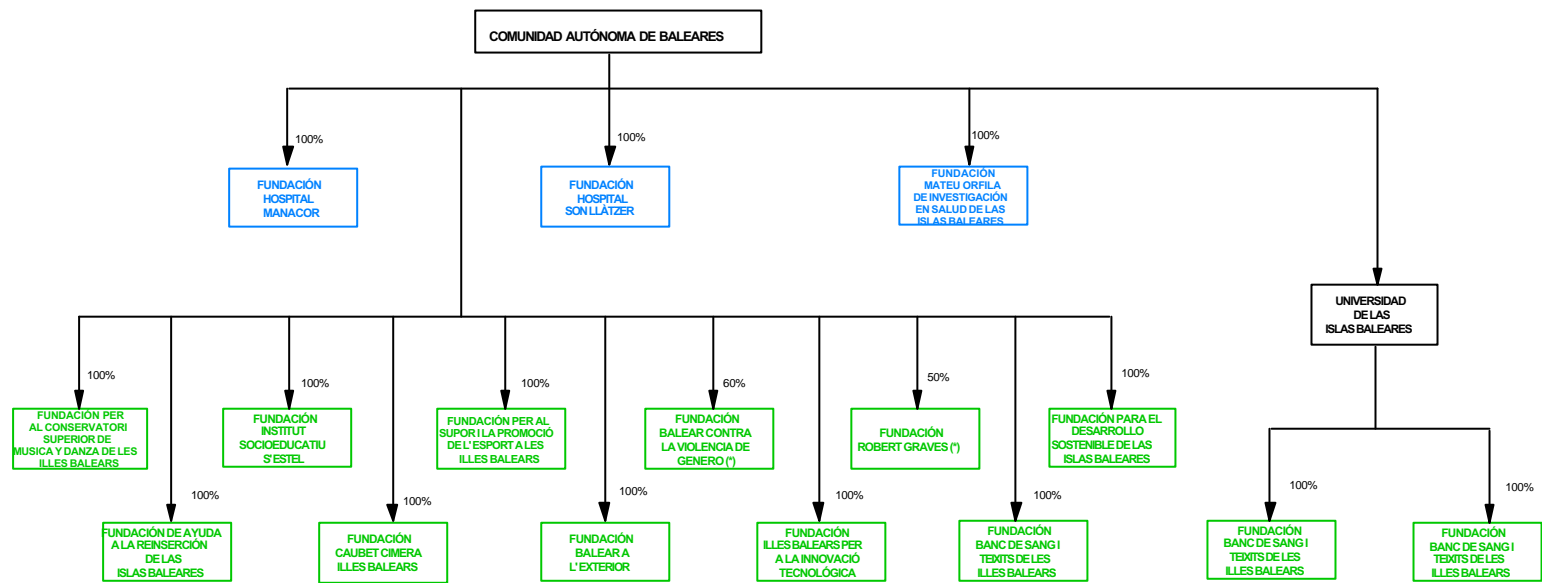 COMUNIDAD AUTÓNOMA DE BALEARES
100%
100%
100%
FUNDACIÓN
HOSPITAL
MANACOR
FUNDACIÓN
HOSPITAL
SON LLÀTZER
FUNDACIÓN
MATEU ORFILA
DE INVESTIGACIÓN
EN SALUD DE LAS
ISLAS BALEARES
UNIVERSIDAD
DE LAS
ISLAS BALEARES
100%
100%
100%
60%
50%
100%
FUNDACIÓN PER
AL CONSERVATORI
SUPERIOR DE
MUSICA Y DANZA DE LES
ILLES BALEARS
FUNDACIÓN
INSTITUT
SOCIOEDUCATIU
S'ESTEL
FUNDACIÓN PER AL
SUPOR I LA PROMOCIÓ
DE L' ESPORT A LES
ILLES BALEARS
FUNDACIÓN
BALEAR CONTRA
LA VIOLENCIA DE
GENERO (*)
FUNDACIÓN
ROBERT GRAVES (*)
FUNDACIÓN PARA EL
DESARROLLO
SOSTENIBLE DE LAS
ISLAS BALEARES
100%
100%
100%
100%
100%
100%
100%
FUNDACIÓN DE AYUDA
A LA REINSERCIÓN
DE LAS
ISLAS BALEARES
FUNDACIÓN
CAUBET CIMERA
ILLES BALEARS
FUNDACIÓN
BALEAR A
L' EXTERIOR
FUNDACIÓN
ILLES BALEARS PER
A LA INNOVACIÓ
TECNOLÓGICA
FUNDACIÓN
BANC DE SANG I
TEIXITS DE LES
ILLES BALEARS
FUNDACIÓN
BANC DE SANG I
TEIXITS DE LES
ILLES BALEARS
FUNDACIÓN
BANC DE SANG I
TEIXITS DE LES
ILLES BALEARS